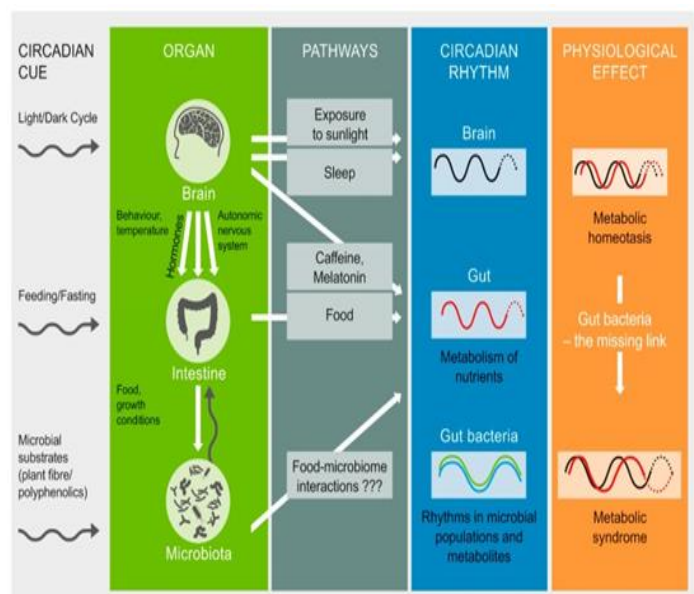 CIRCADIAN
CUE
ORGAN
PATHWAYS
CIRCADIAN
RHYTHM
PHYSIOLOGICAL
EFFECT
Light/Dark Cycle
Brain
Exposure
to sunlight
Sleep
Brain
Metabolic
homeotasis
Behaviour,
temperature
Hormones
Autonomic
nervous
system
Caffeine,
Melatonin
Gut
Feeding/Fasting
Intestine
Food
Metabolism of
nutrients
Gut bacteria
– the missing link
Food,
growth
conditions
Microbial
substrates
(plant fibre/
polyphenolics)
Microbiota
Food-microbiome
interactions ???
Gut bacteria
Rhythms in microbial
populations and
metabolites
Metabolic
syndrome